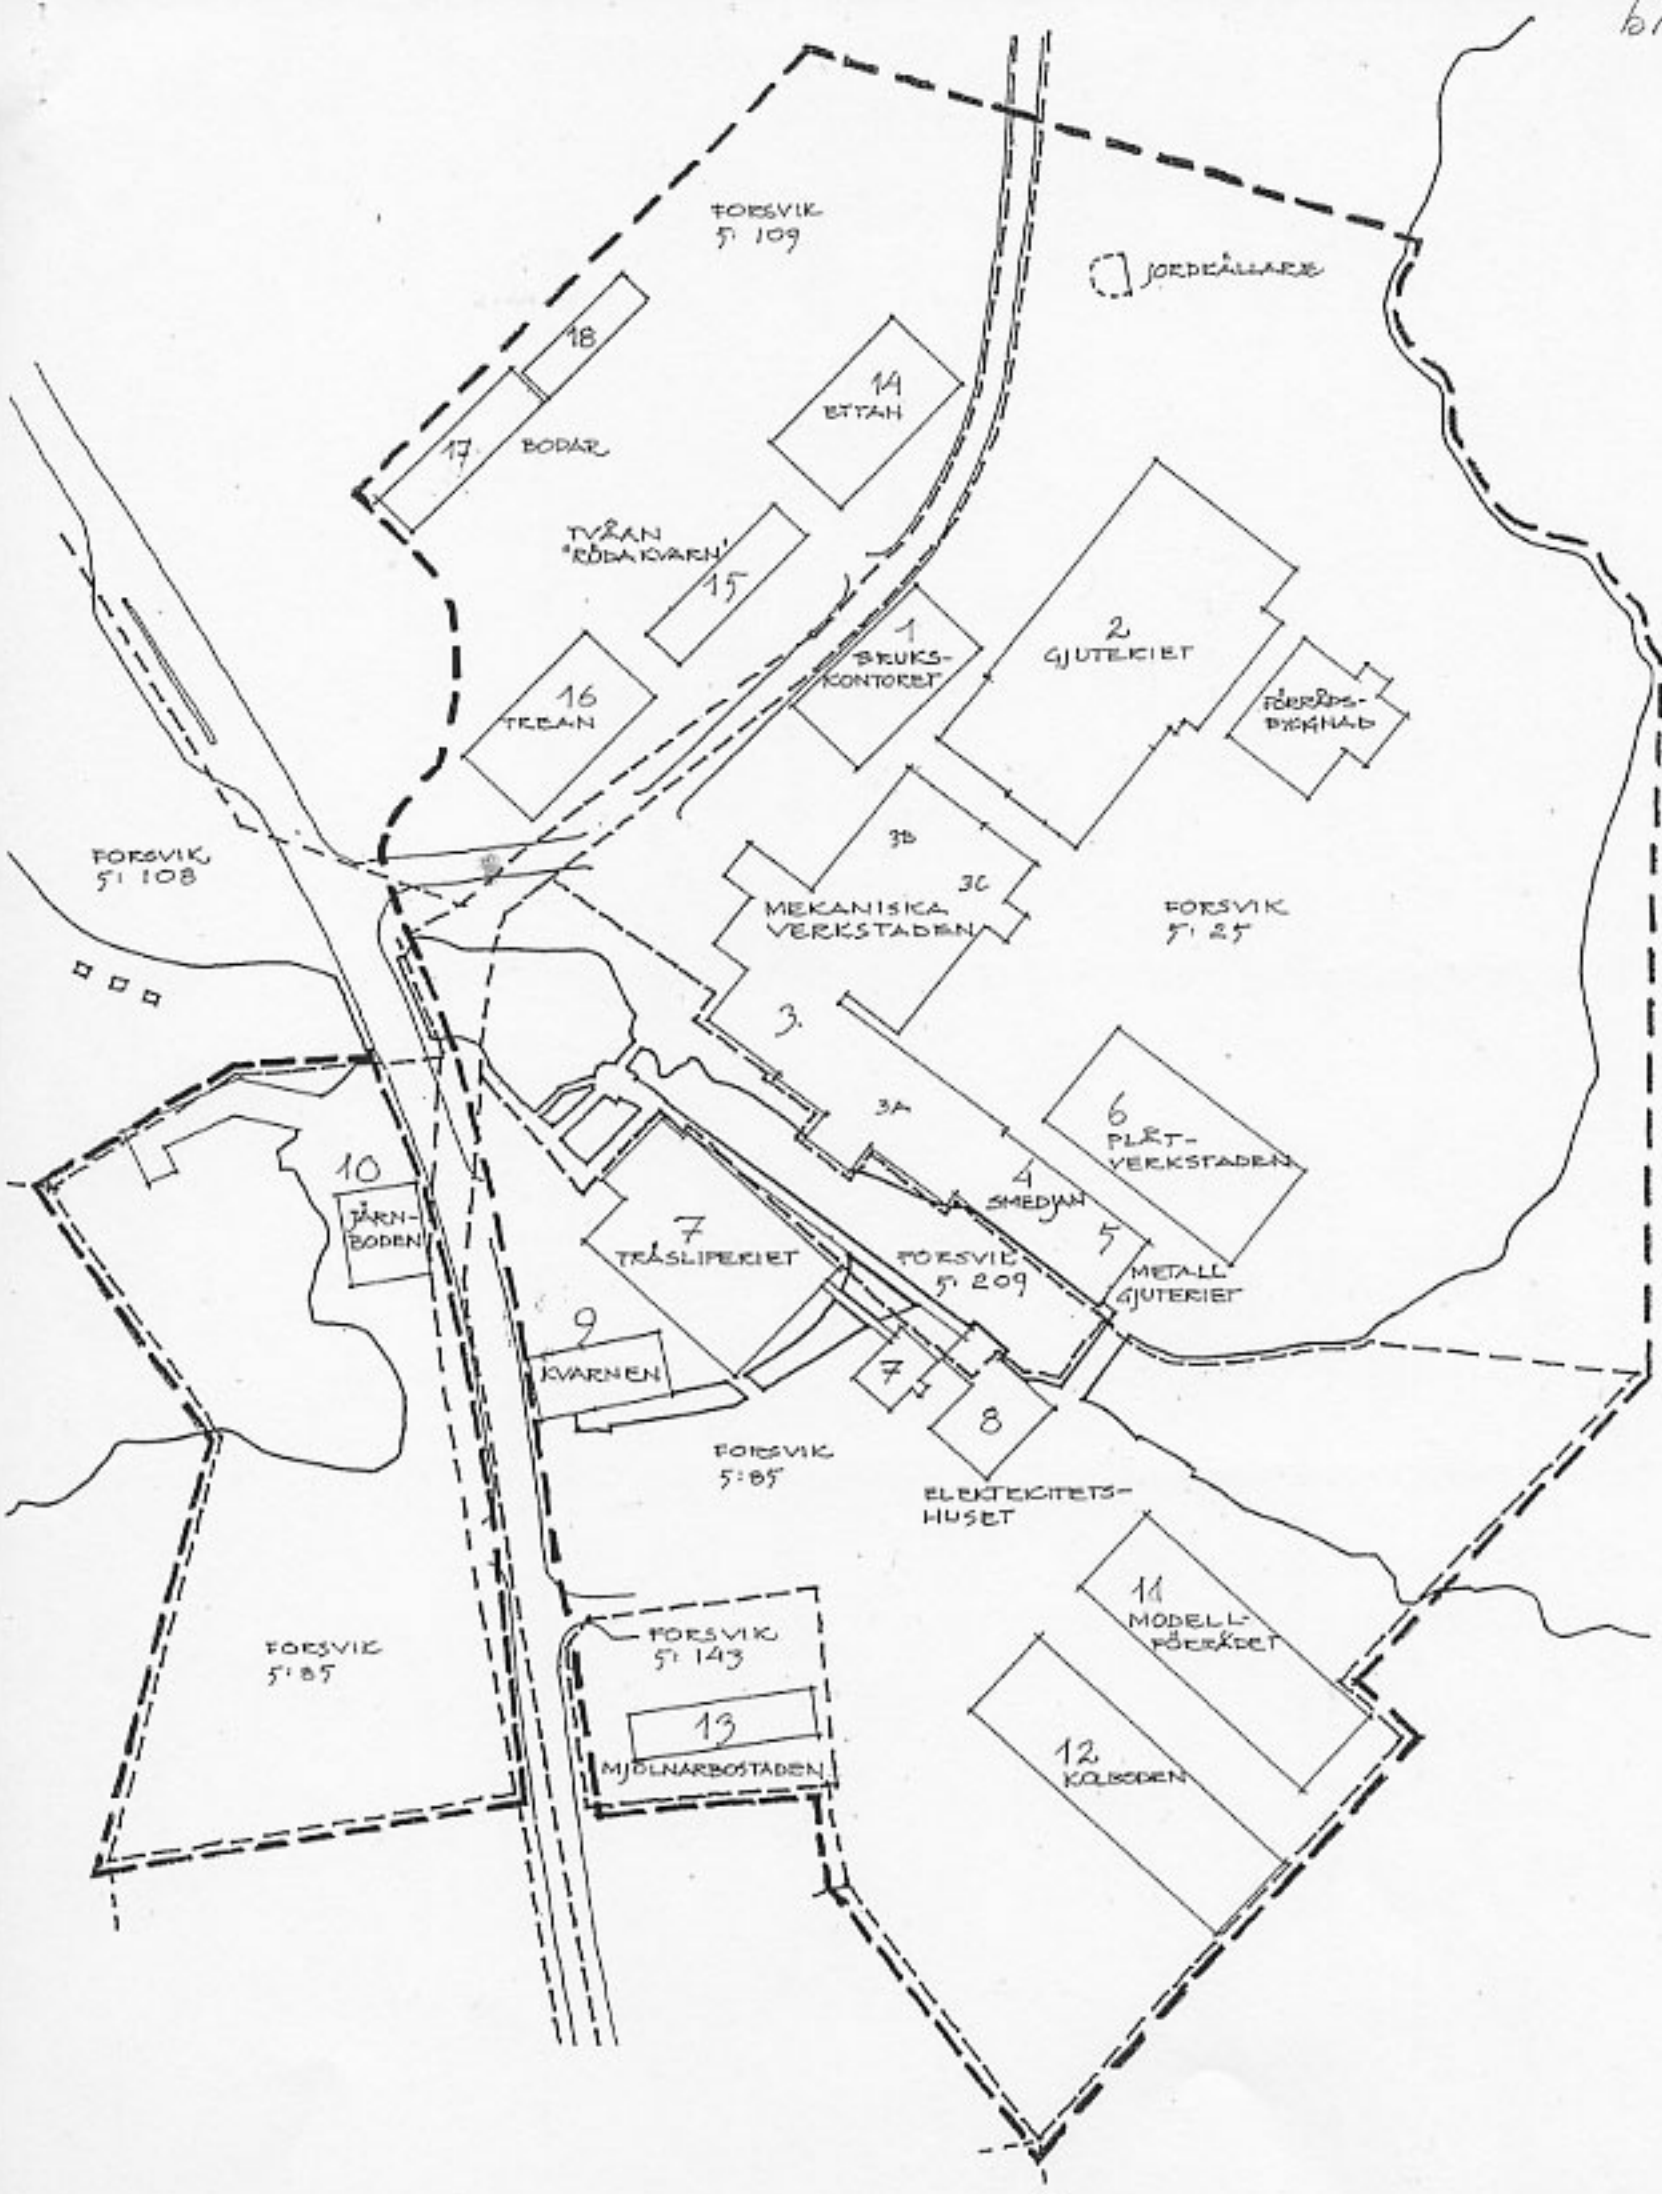 FORSVIK
5:109
JORDKÄLLARE
18
14
ETTAN
17
BODAR
TVÅAN
"RÖDA KVARN"
15
1
BRUKS-
KONTORET
2
GJUTERIET
FÖRRÅDS-
BYGGNAD
16
TREAN
3B
3C
FORSVIK
5:108
MEKANISKA
VERKSTADEN
FORSVIK
5:25
3.
3A
6
PLÅT-
VERKSTADEN
4
SMEDJAN
5
10
JÄRN-
BODEN
7
TRÄSLIPERIET
FORSVIK
5:209
METALL
GJUTERIET
9
KVARNEN
7
8
FORSVIK
5:85
ELEKTRICITETS-
HUSET
11
MODELL-
FÖRRÅDET
FORSVIK
5:143
FORSVIK
5:85
13
MJÖLNARBOSTADEN
12
KOLBODEN